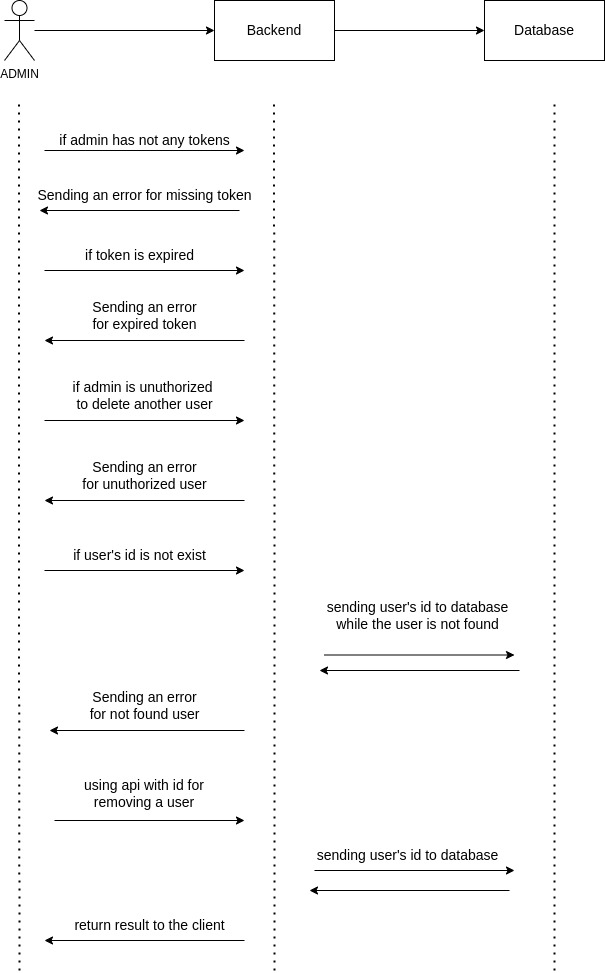 Backend
Database
ADMIN
if admin has not any tokens
Sending an error for missing token
if token is expired
Sending an error
for expired token
if admin is unuthorized
to delete another user
Sending an error
for unuthorized user
if user's id is not exist
sending user's id to database
while the user is not found
Sending an error
for not found user
using api with id for
removing a user
sending user's id to database
return result to the client